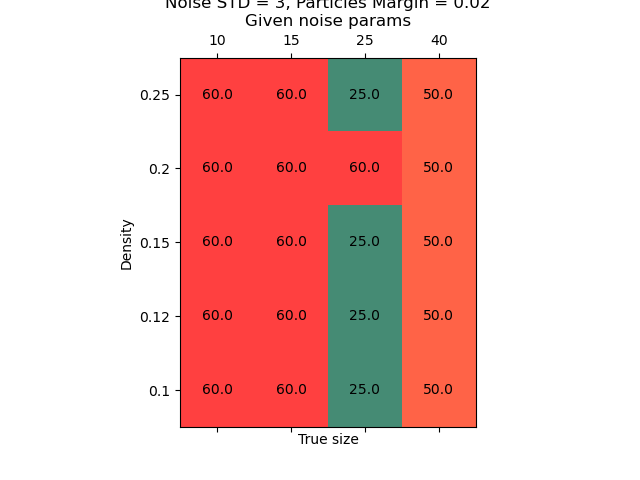 Noise STD = 3, Particles Margin = 0.02
Given noise params
10 15 25 40
0.25 60.0 60.0 25.0 50.0
0.2 60.0 60.0 60.0 50.0
0.15 60.0 60.0 25.0 50.0
0.12 60.0 60.0 25.0 50.0
0.1 60.0 60.0 25.0 50.0
Density
True size